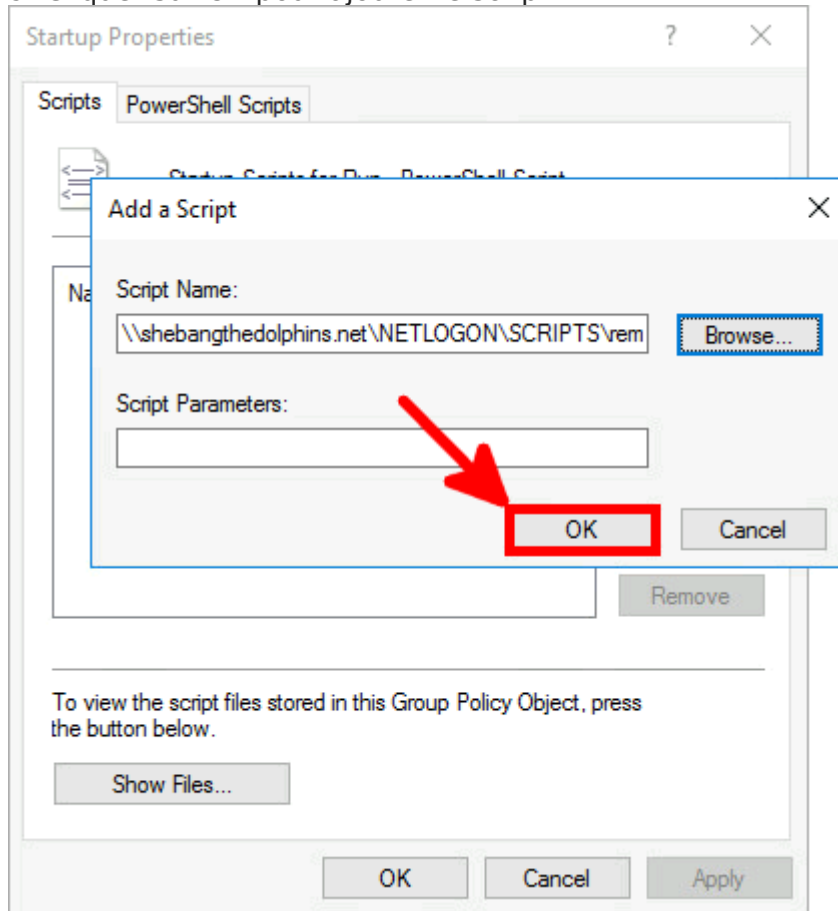 Startup Properties
?
Scripts
PowerShell Scripts
Add a Script
Na
Script Name:
\\shebangthedolphins.net\NETLOGON\SCRIPTS\rem
Browse...
Script Parameters:
OK
Cancel
Remove
To view the script files stored in this Group Policy Object, press
the button below.
Show Files...
OK
Cancel
Apply